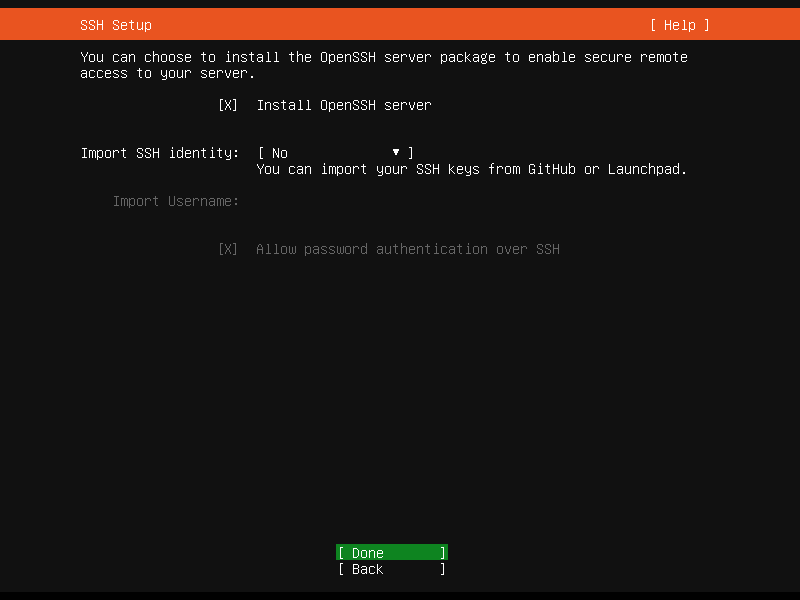 SSH Setup [ Help ]
You can choose to install the OpenSSH server package to enable secure remote
access to your server.
[X] Install OpenSSH server
Import SSH identity: [ No ▾ ]
You can import your SSH keys from GitHub or Launchpad.
Import Username:
[X] Allow password authentication over SSH
[ Done ]
[ Back ]